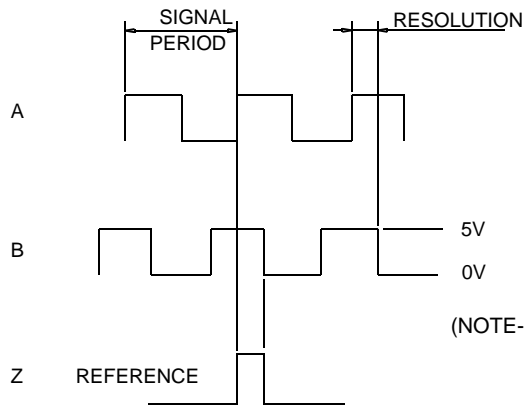 SIGNAL
PERIOD
RESOLUTION
A
B
5V
0V
(NOTE-
Z REFERENCE